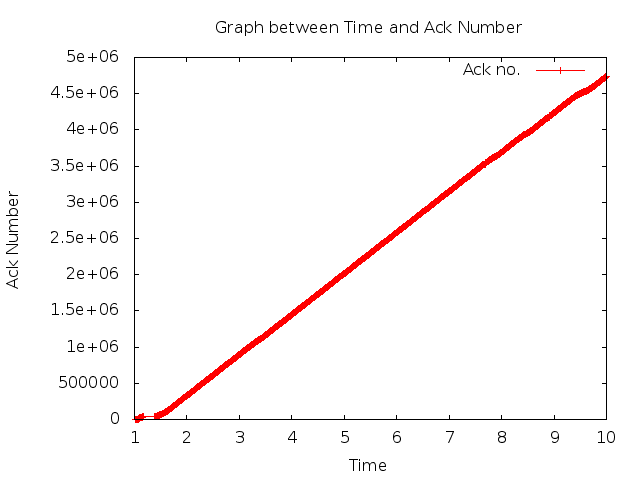 Graph between Time and Ack Number
Ack no.
5e+06
4.5e+06
4e+06
3.5e+06
3e+06
2.5e+06
2e+06
1.5e+06
1e+06
500000
0
Ack Number
1 2 3 4 5 6 7 8 9 10
Time